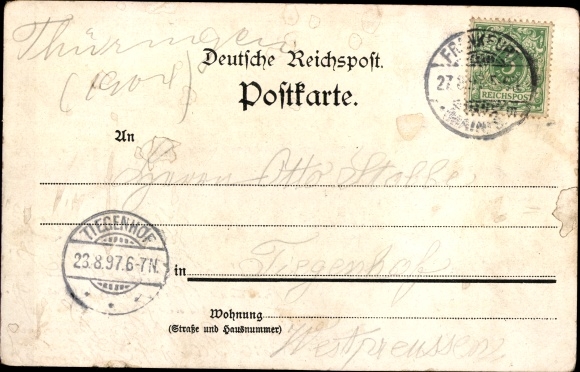 Thüringen
Deutsche Reichspost.
Postkarte.
5
REICHSPOST
An
Herrn Otto
TIEGENHOF
23.8.97.6-7N.
in Tiegenhof
Wohnung
(Straße und Hausnummer)
Westpreussen